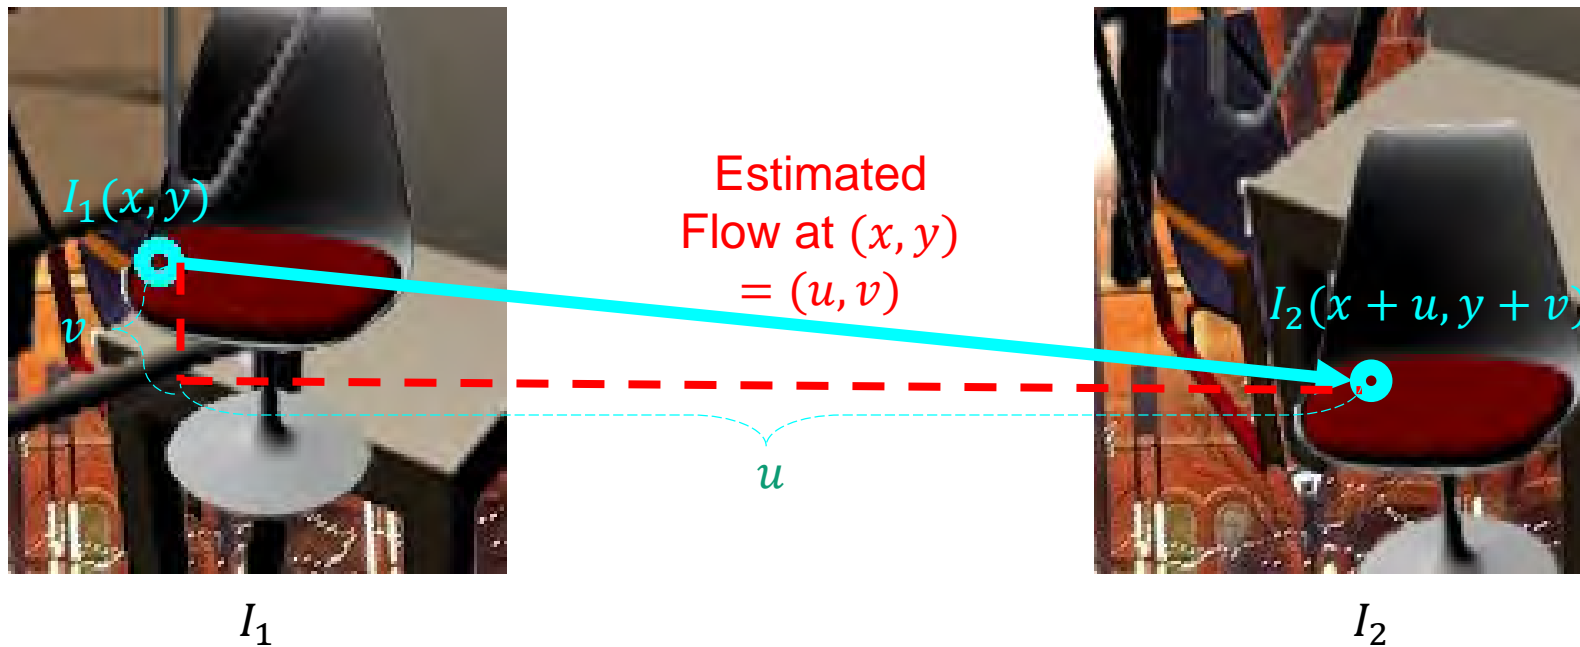 I₁(x, y)
Estimated
Flow at (x, y)
= (u, v)
I₂(x + u, y + v)
v
u
I₁
I₂